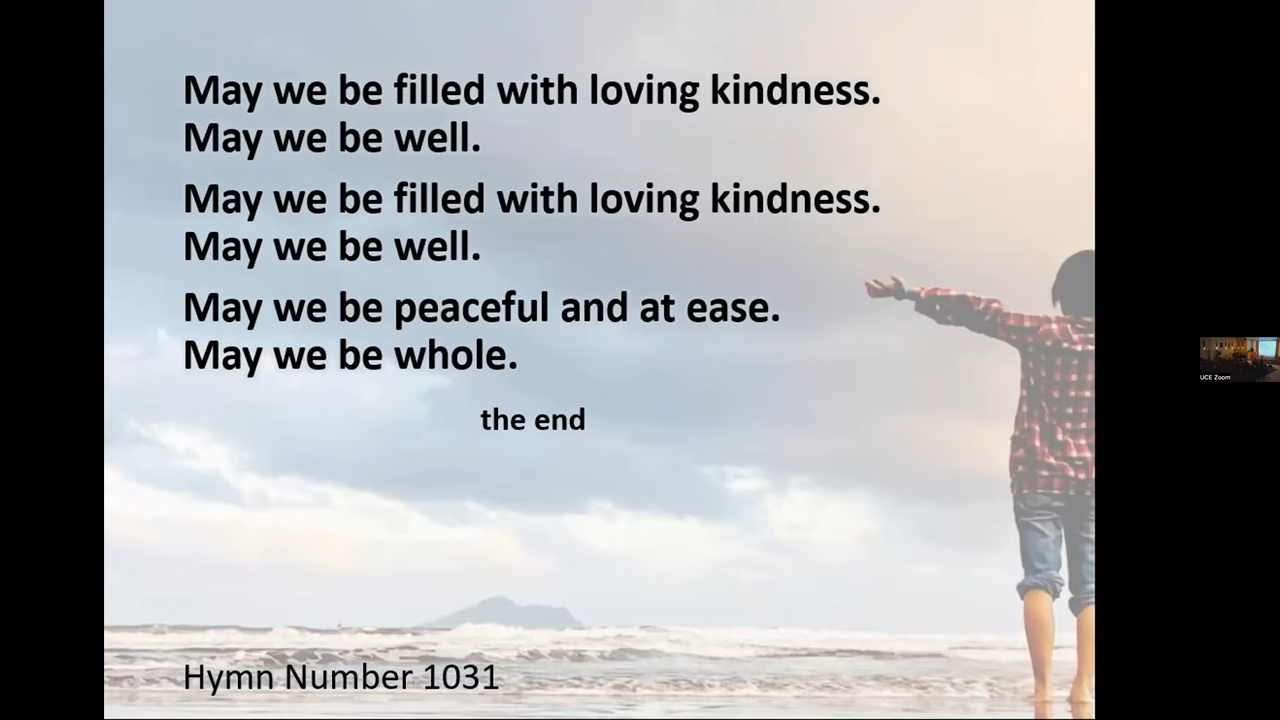 May we be filled with loving kindness.
May we be well.
May we be filled with loving kindness.
May we be well.
May we be peaceful and at ease.
May we be whole.
the end
Hymn Number 1031
UCE Zoom